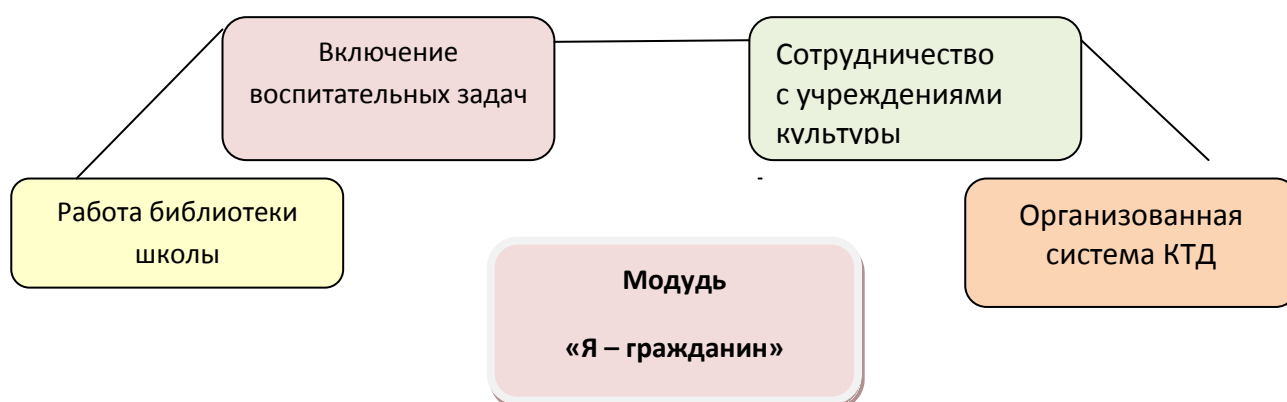 Включение
воспитательных задач
Сотрудничество
с учреждениями
культуры
Работа библиотеки
школы
Организованная
система КТД
Модудь
«Я – гражданин»